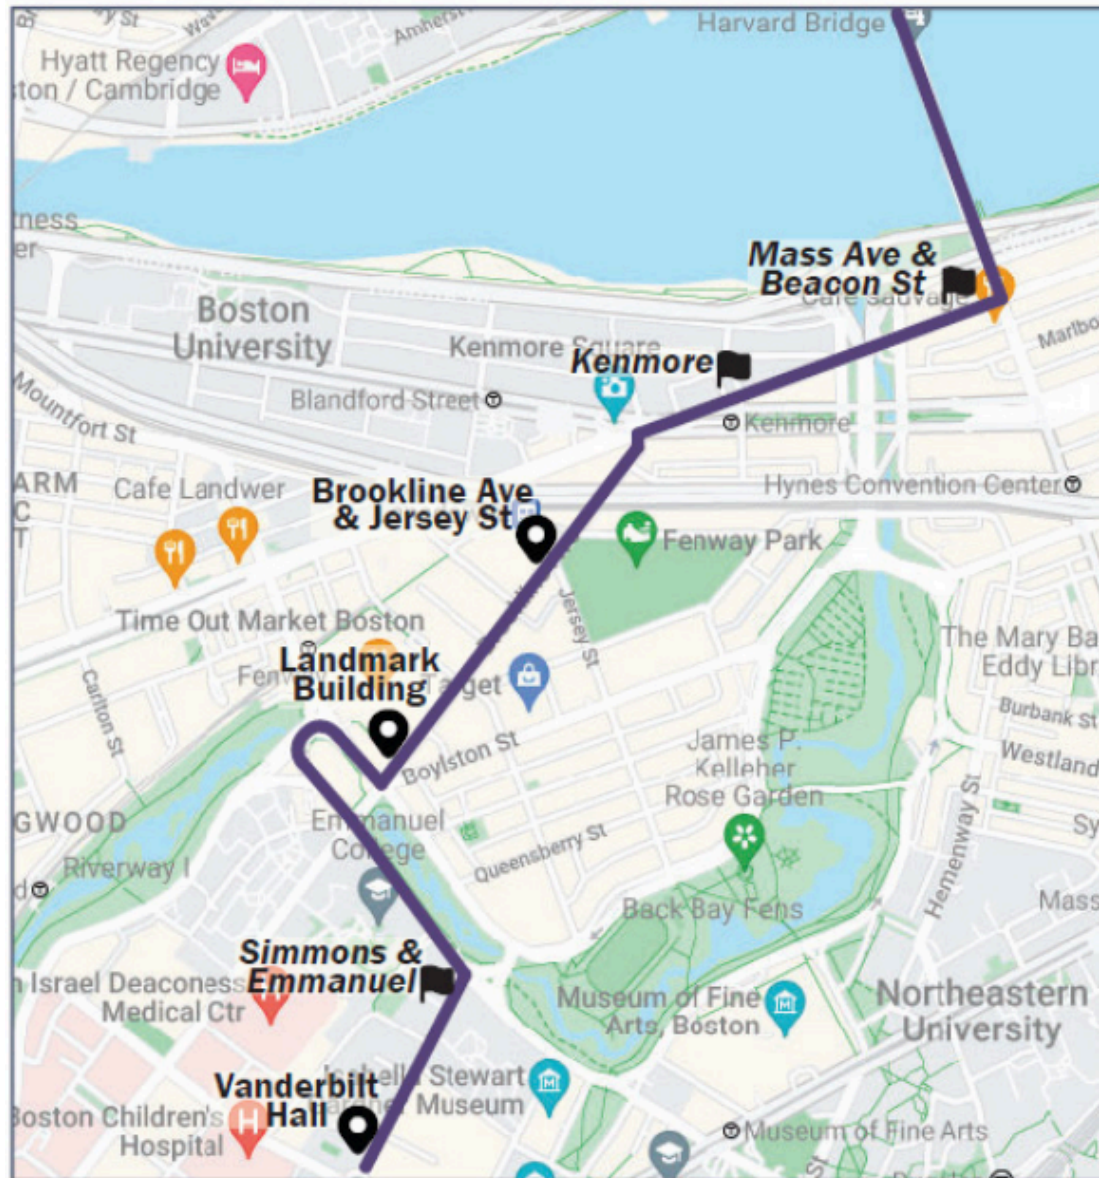 Harvard Bridge
Amherst
Hyatt Regency
ston / Cambridge
Mass Ave &
Beacon St
Cafe Sauvage
Marlbo
tness
er
Boston
University
Kenmore Square
Kenmore
Blandford Street
Kenmore
Mountfort St
ARM
C
T
Cafe Landwer
Brookline Ave
& Jersey St
Hynes Convention Center
Fenway Park
Jersey St
Time Out Market Boston
Landmark
Building
Target
Carlton St
Boylston St
The Mary Ba
Eddy Libr
Burbank St
Westland
James P.
Kelleher
Rose Garden
GWOOD
Riverway I
d
Emmanuel
College
Queensberry St
Hemenway St
Sy
Mass
Back Bay Fens
Simmons &
Emmanuel
n Israel Deaconess
Medical Ctr
Museum of Fine
Arts, Boston
Northeastern
University
Vanderbilt
Hall
Isabella Stewart
Gardner Museum
Boston Children's
Hospital
Museum of Fine Arts
St